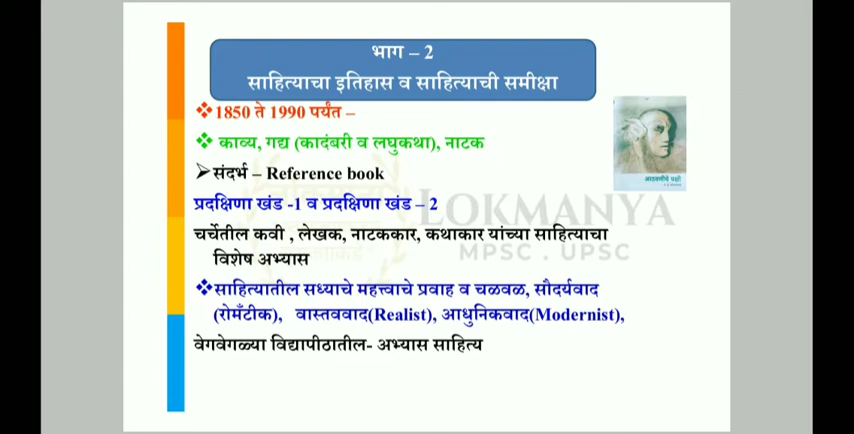 भाग – 2
साहित्याचा इतिहास व साहित्याची समीक्षा
❖1850 ते 1990 पर्यंत –
❖ काव्य, गद्य (कादंबरी व लघुकथा), नाटक
➤संदर्भ – Reference book
प्रदक्षिणा खंड -1 व प्रदक्षिणा खंड – 2
चर्चेतील कवी , लेखक, नाटककार, कथाकार यांच्या साहित्याचा
विशेष अभ्यास
❖साहित्यातील सध्याचे महत्त्वाचे प्रवाह व चळवळ, सौदर्यवाद
(रोमँटीक), वास्तववाद(Realist), आधुनिकवाद(Modernist),
वेगवेगळ्या विद्यापीठातील- अभ्यास साहित्य
आठवणींचे पक्षी
LOKMANYA
MPSC . UPSC